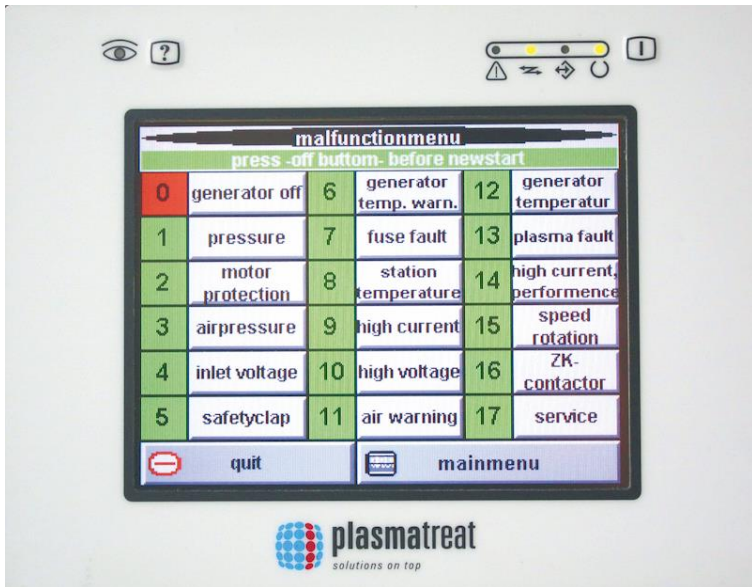 ?
malfunctionmenu
press -off buttom- before newstart
0 generator off 6 generator temp. warn. 12 generator temperatur
1 pressure 7 fuse fault 13 plasma fault
2 motor protection 8 station temperature 14 high current, performence
3 airpressure 9 high current 15 speed rotation
4 inlet voltage 10 high voltage 16 ZK-contactor
5 safetyclap 11 air warning 17 service
quit mainmenu
plasmatreat
solutions on top